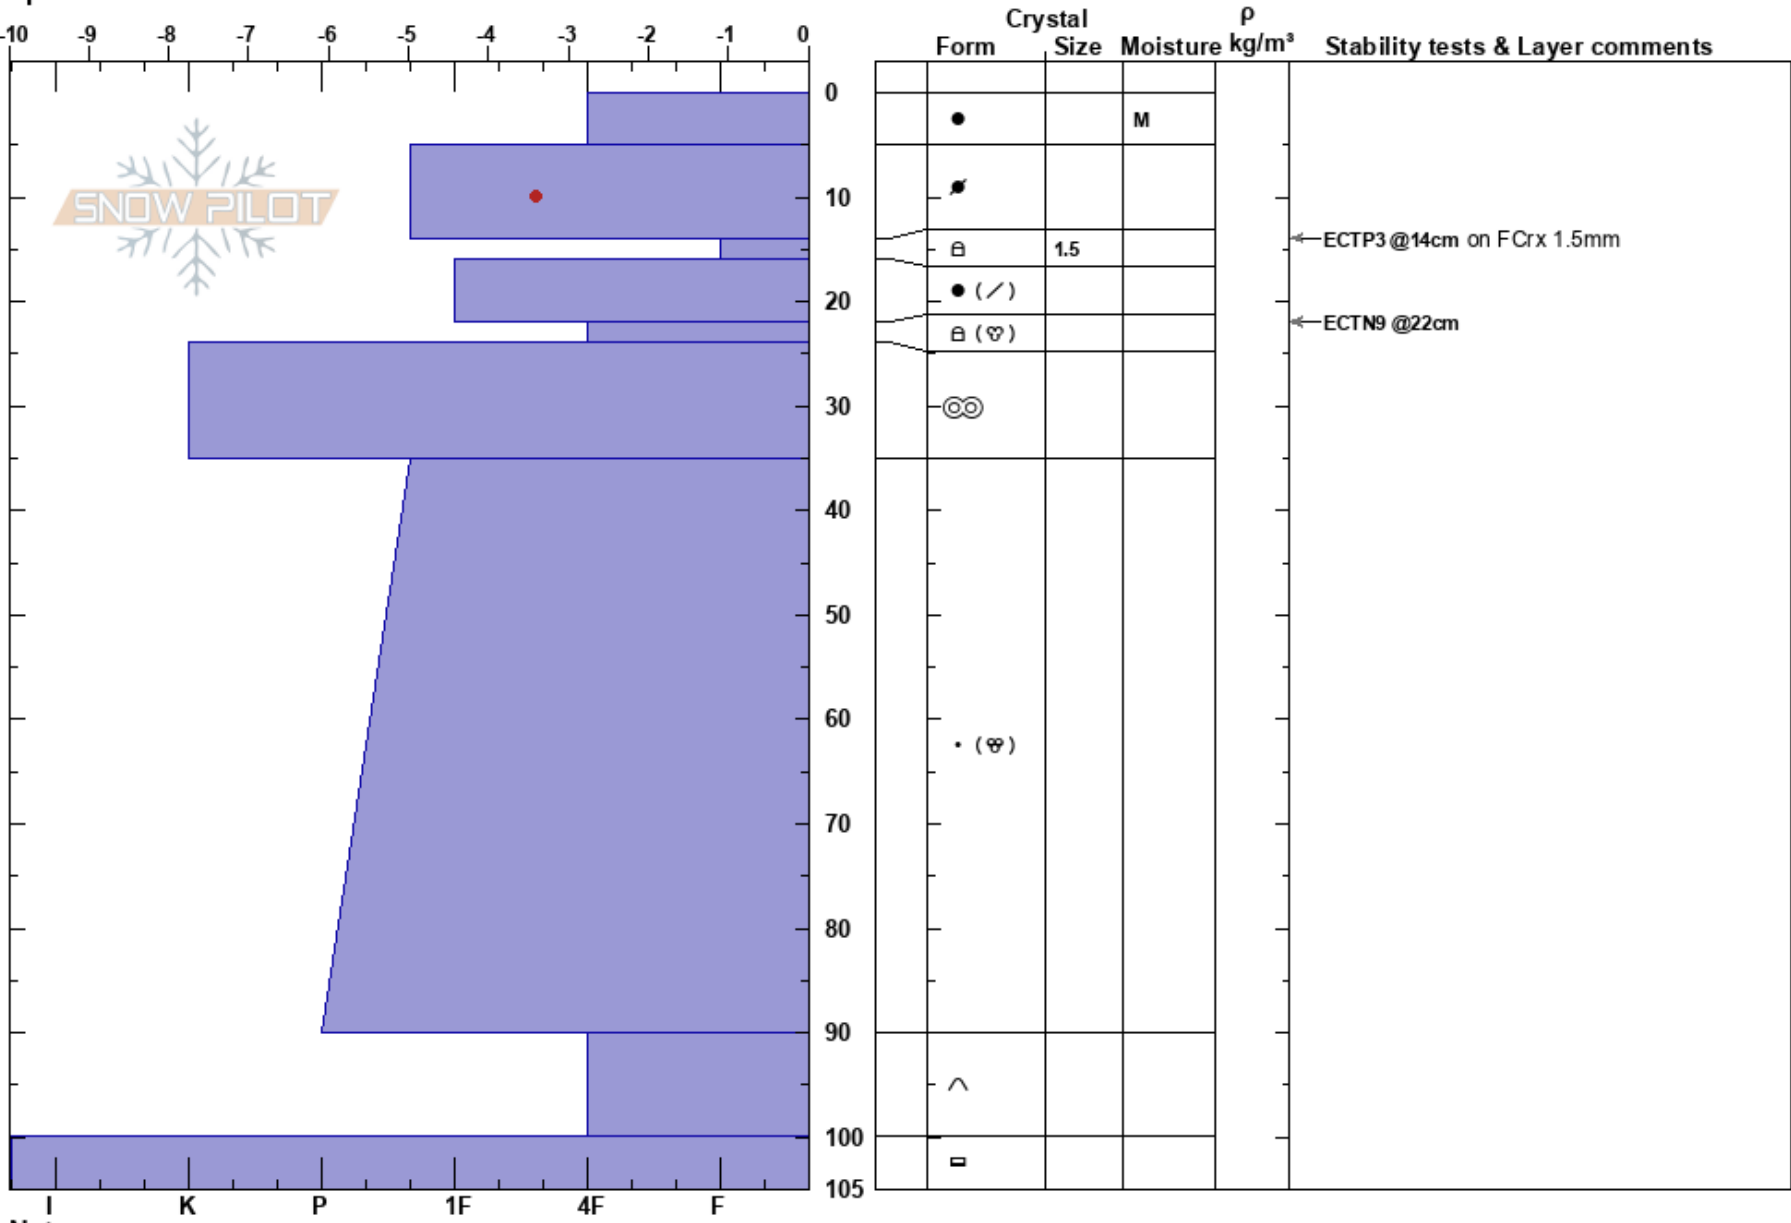 -10 -9 -8 -7 -6 -5 -4 -3 -2 -1 0
Crystal
Form Size Moisture
ρ
kg/m³
Stability tests & Layer comments
SNOW PILOT
0
M
10
ECTP3 @14cm on FCrx 1.5mm
1.5
20
( )
ECTN9 @22cm
( )
30
40
50
60
( )
70
80
90
100
105
I K P 1F 4F F